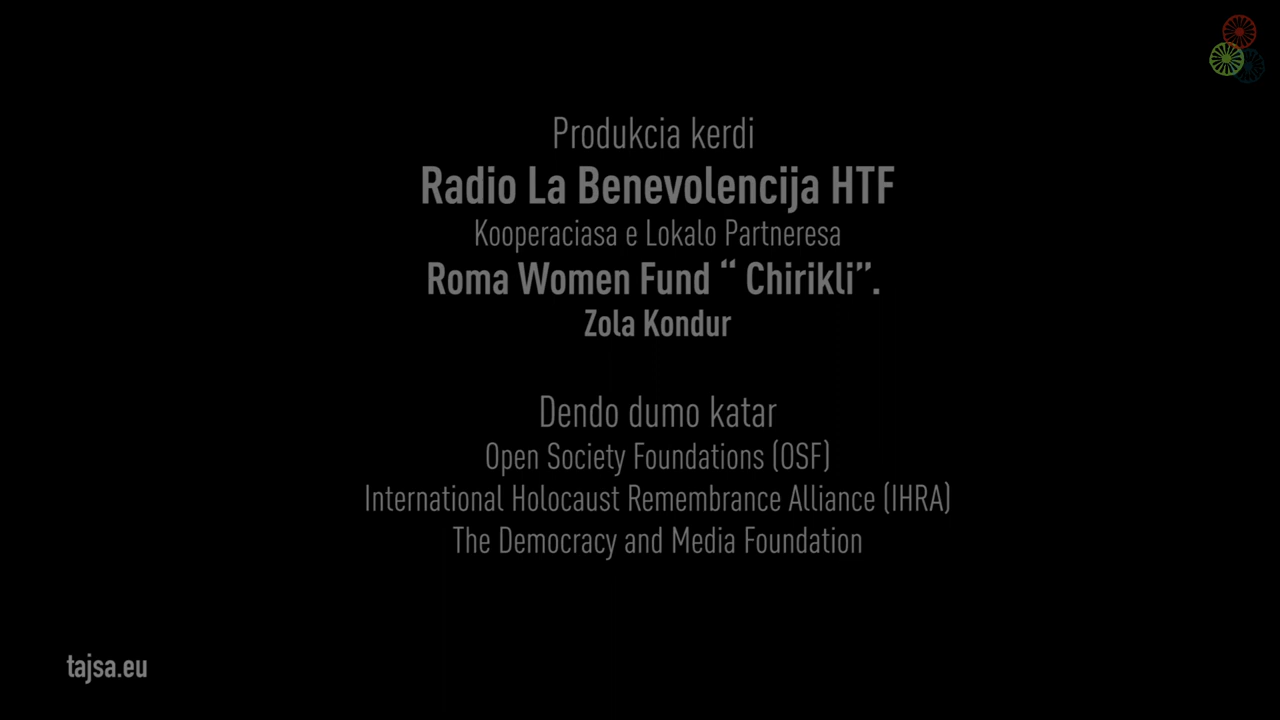 Produkcia kerdi
Radio La Benevolencija HTF
Kooperaciasa e Lokalo Partneresa
Roma Women Fund “ Chirikli”.
Zola Kondur
Dendo dumo katar
Open Society Foundations (OSF)
International Holocaust Remembrance Alliance (IHRA)
The Democracy and Media Foundation
tajsa.eu